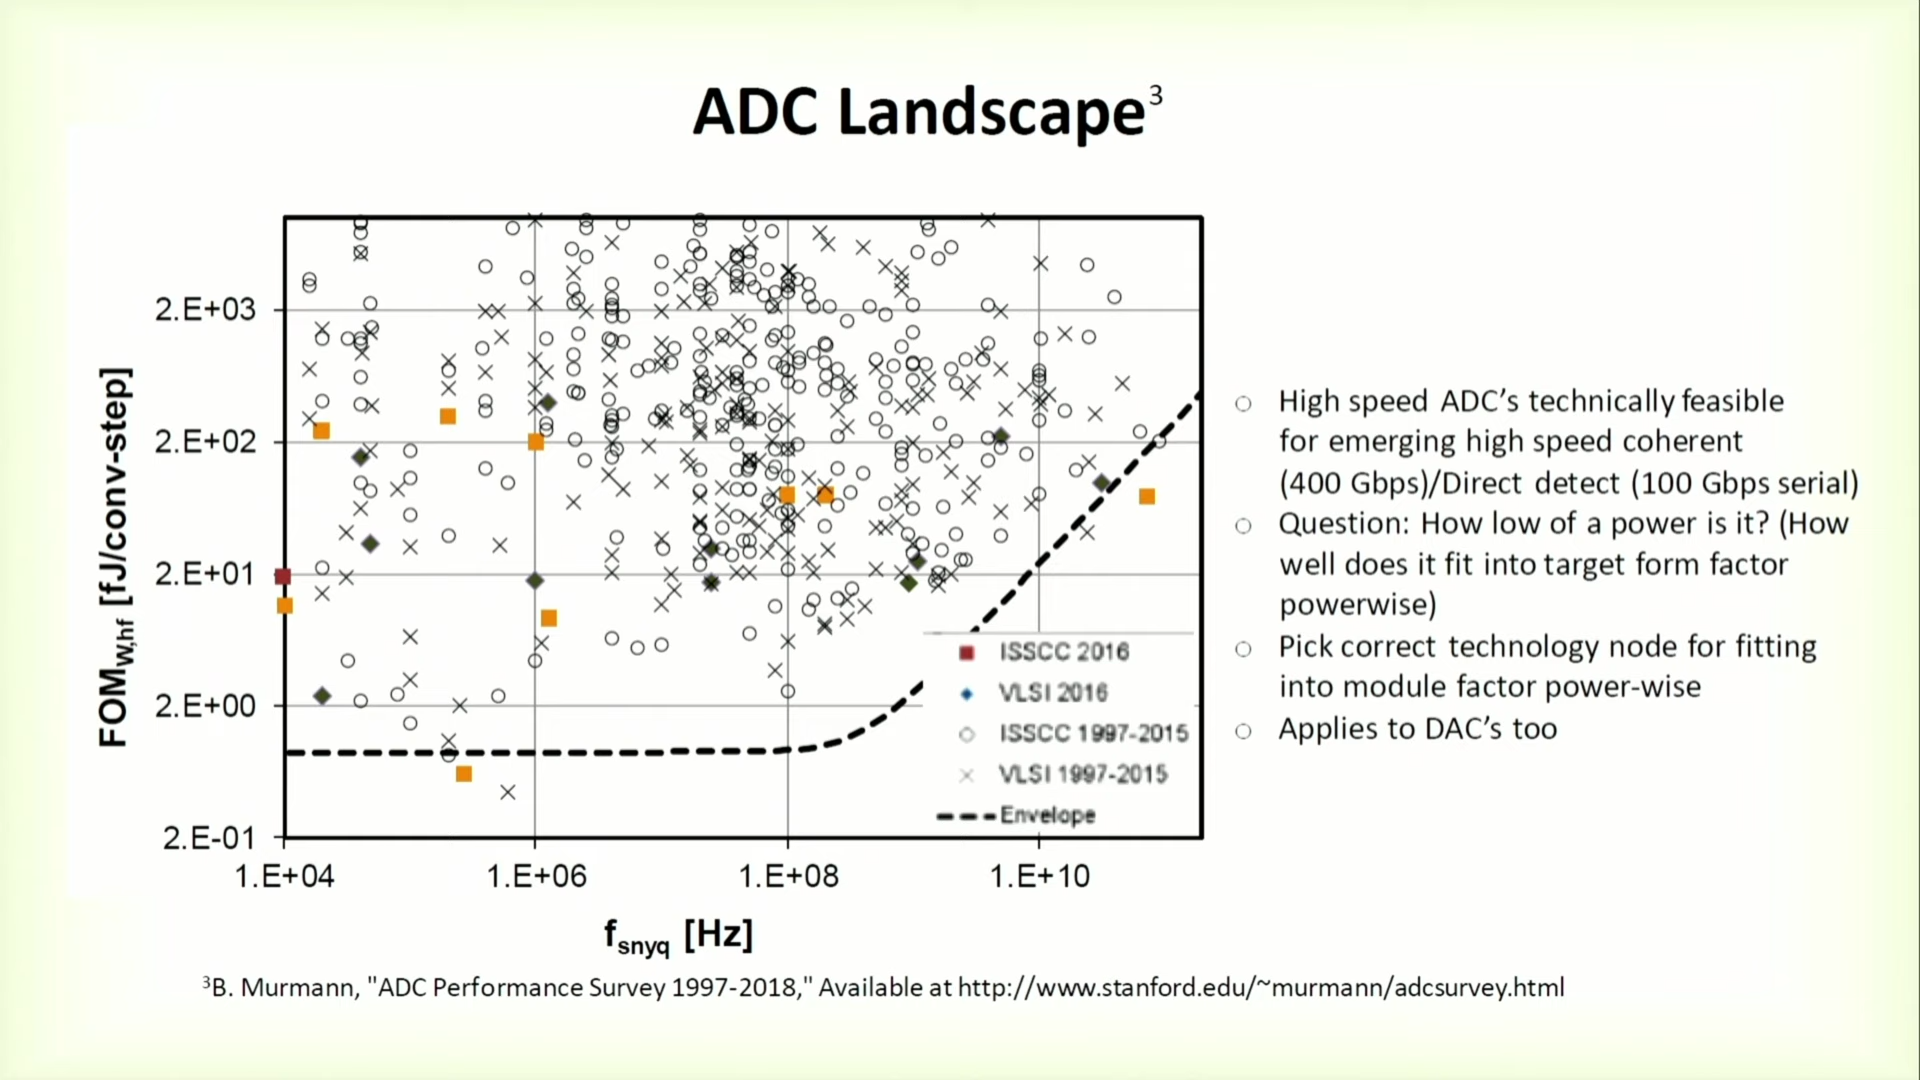 ADC Landscape³
2.E+03
2.E+02
2.E+01
2.E+00
2.E-01
FOMW,hf [fJ/conv-step]
1.E+04 1.E+06 1.E+08 1.E+10
fsnyq [Hz]
ISSCC 2016
VLSI 2016
ISSCC 1997-2015
VLSI 1997-2015
Envelope
○ High speed ADC’s technically feasible
for emerging high speed coherent
(400 Gbps)/Direct detect (100 Gbps serial)
○ Question: How low of a power is it? (How
well does it fit into target form factor
powerwise)
○ Pick correct technology node for fitting
into module factor power-wise
○ Applies to DAC’s too
³B. Murmann, "ADC Performance Survey 1997-2018," Available at http://www.stanford.edu/~murmann/adcsurvey.html